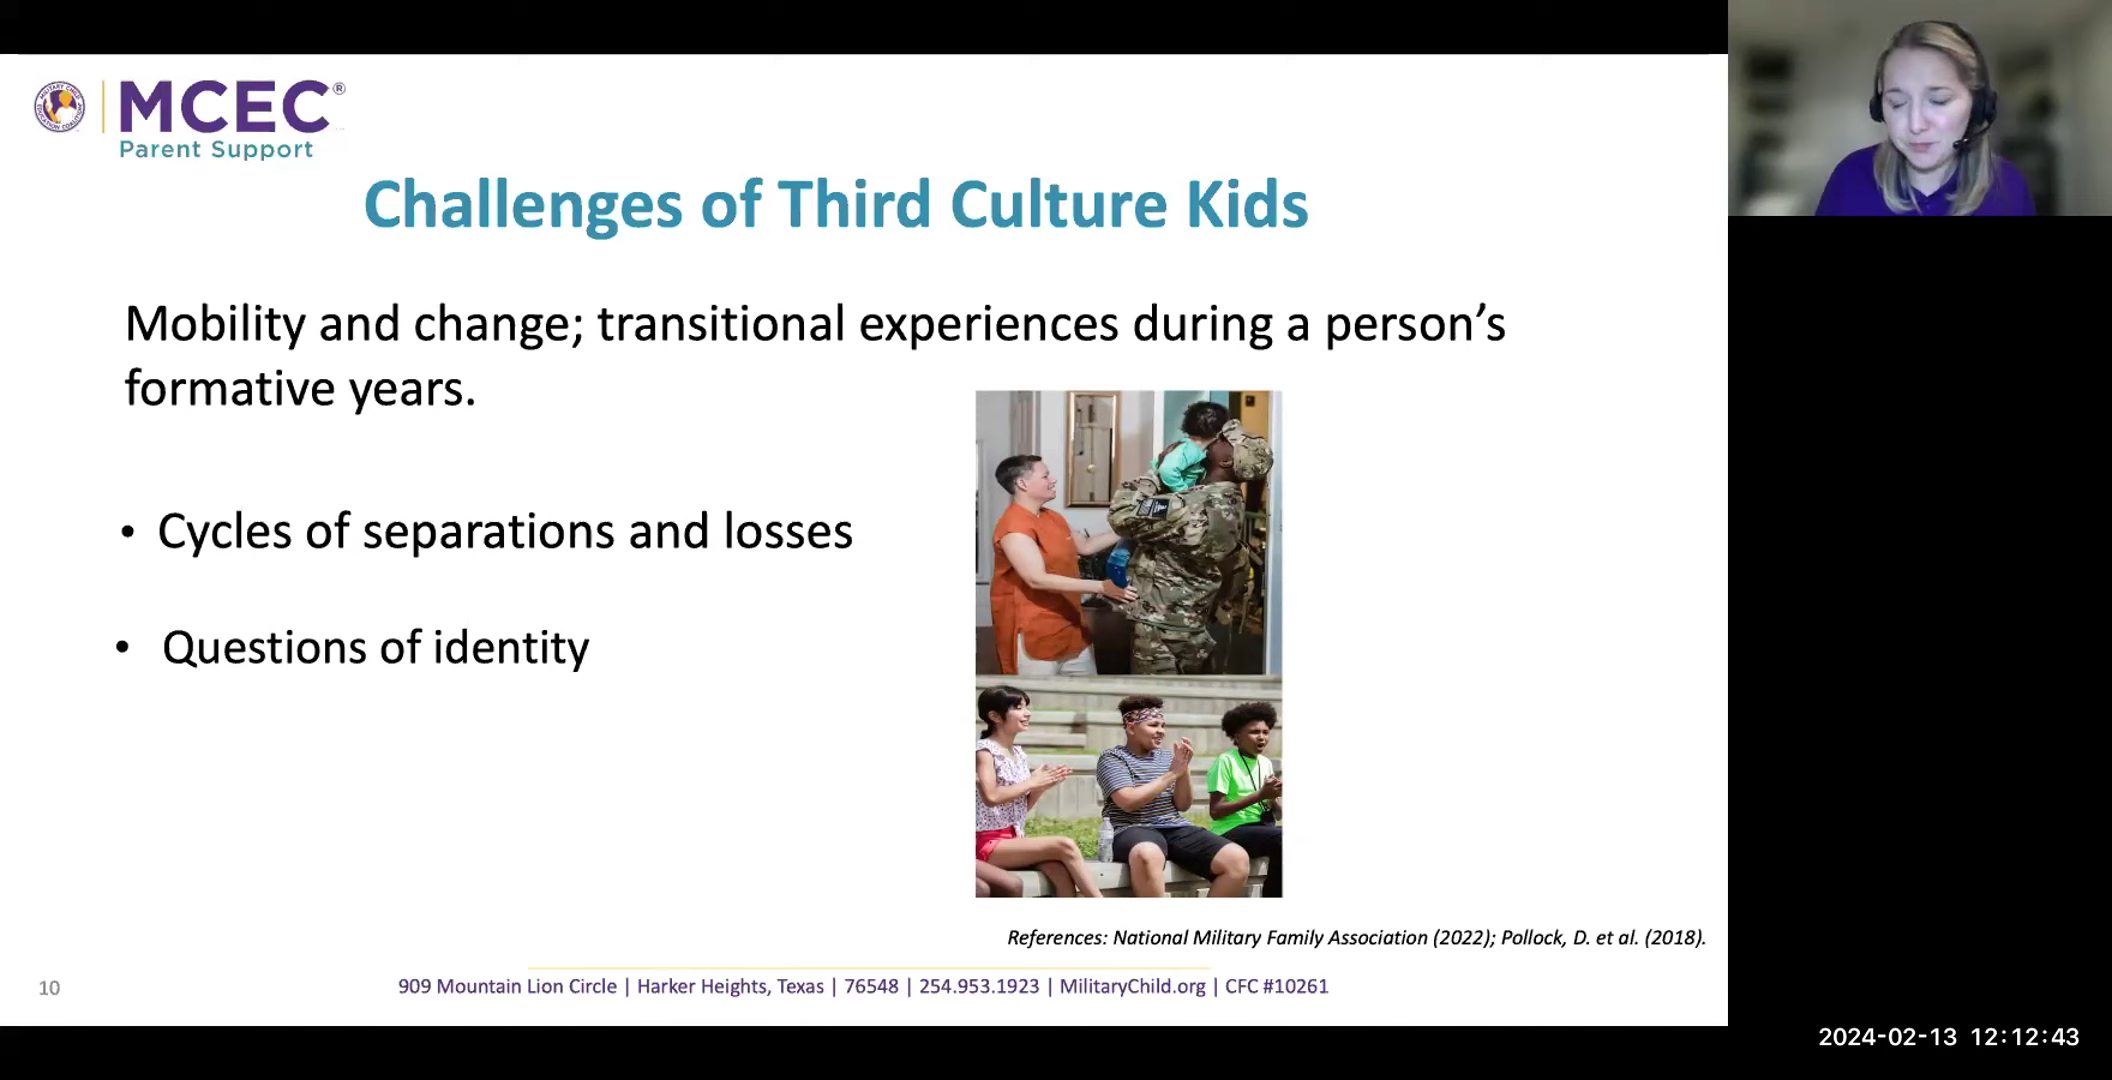 MCEC®
Parent Support
Challenges of Third Culture Kids
Mobility and change; transitional experiences during a person’s
formative years.
• Cycles of separations and losses
• Questions of identity
References: National Military Family Association (2022); Pollock, D. et al. (2018).
10
909 Mountain Lion Circle | Harker Heights, Texas | 76548 | 254.953.1923 | MilitaryChild.org | CFC #10261
2024-02-13 12:12:43